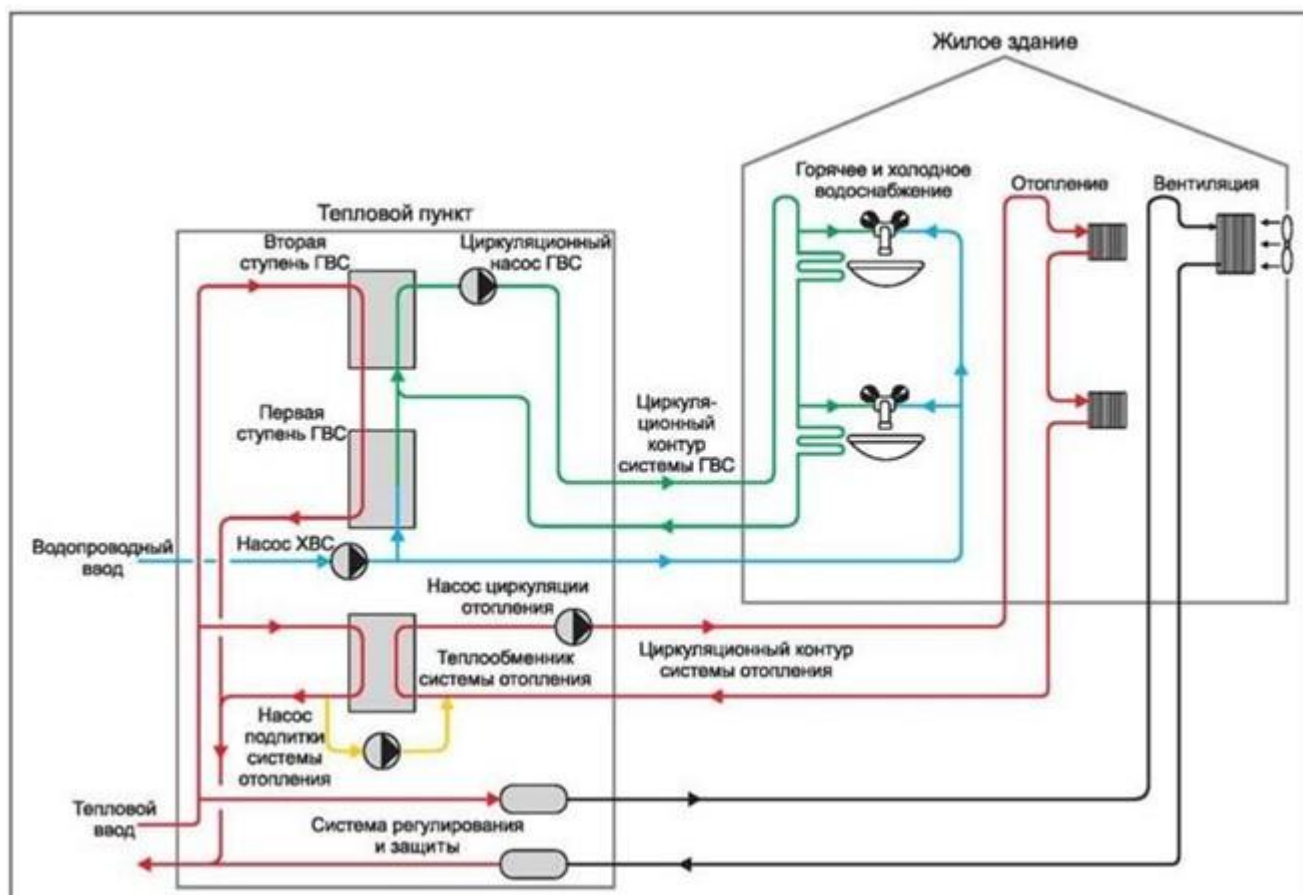 Жилое здание
Горячее и холодное
водоснабжение
Отопление
Вентиляция
Тепловой пункт
Вторая
ступень ГВС
Циркуляционный
насос ГВС
Первая
ступень ГВС
Циркуля-
ционный
контур
системы ГВС
Водопроводный
ввод
Насос ХВС
Насос циркуляции
отопления
Теплообменник
системы отопления
Циркуляционный контур
системы отопления
Насос
подпитки
системы
отопления
Тепловой
ввод
Система регулирования
и защиты